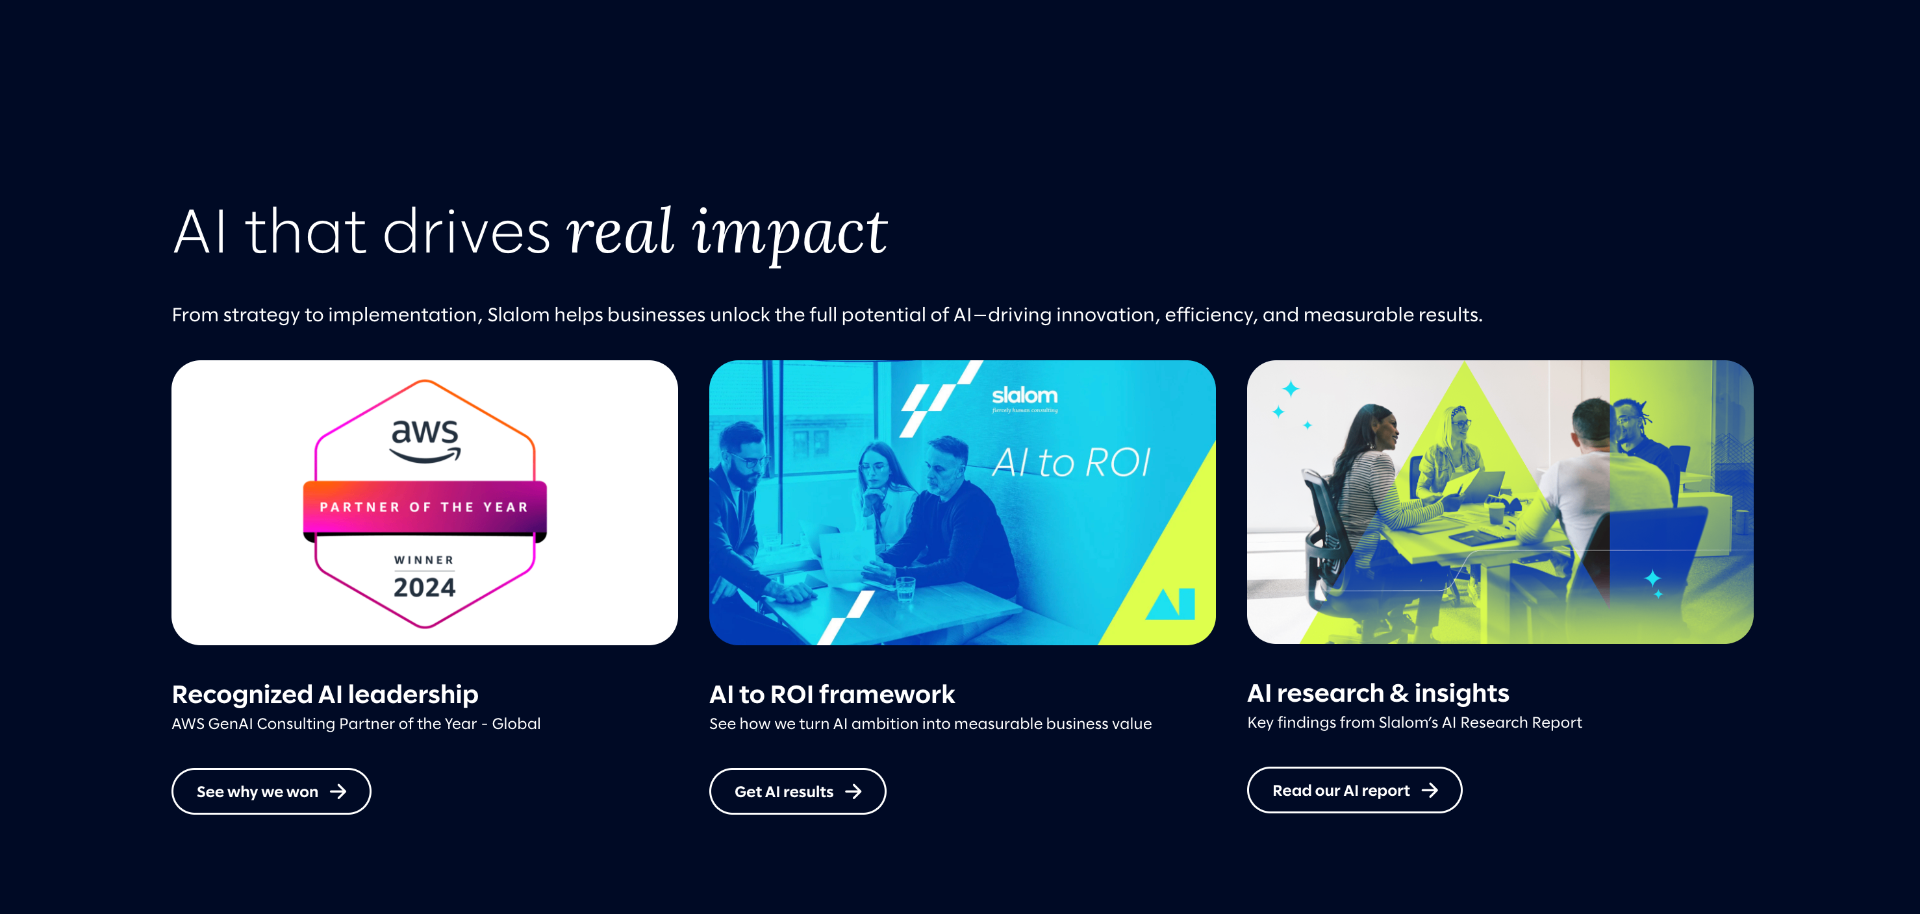 AI that drives real impact
From strategy to implementation, Slalom helps businesses unlock the full potential of AI—driving innovation, efficiency, and measurable results.
aws
PARTNER OF THE YEAR
WINNER
2024
slalom
fiercely human consulting
AI to ROI
AI
Recognized AI leadership
AWS GenAI Consulting Partner of the Year - Global
See why we won
AI to ROI framework
See how we turn AI ambition into measurable business value
Get AI results
AI research & insights
Key findings from Slalom’s AI Research Report
Read our AI report